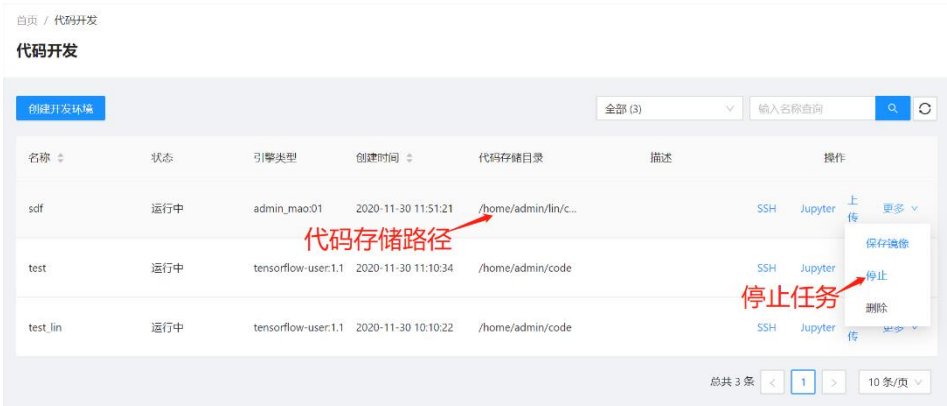 首页 / 代码开发
代码开发
创建开发环境
全部 (3)
输入名称查询
名称 状态 引擎类型 创建时间 代码存储目录 描述 操作
sdf 运行中 admin_mao:01 2020-11-30 11:51:21 /home/admin/lin/c... SSH Jupyter 上传 更多
代码存储路径
保存镜像
test 运行中 tensorflow-user:1.1 2020-11-30 11:10:34 /home/admin/code SSH Jupyter
停止
停止任务
删除
test_lin 运行中 tensorflow-user:1.1 2020-11-30 10:10:22 /home/admin/code SSH Jupyter 传 更多
总共 3 条 < 1 > 10 条/页